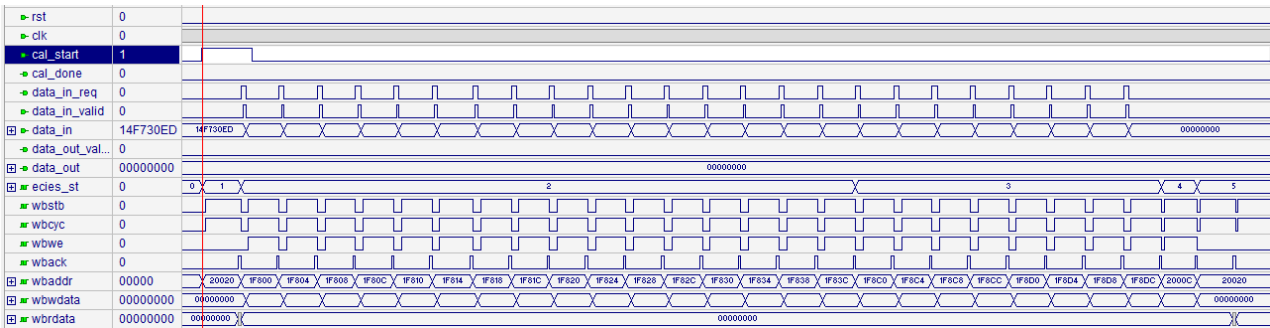 rst 0
clk 0
cal_start 1
cal_done 0
data_in_req 0
data_in_valid 0
data_in 14F730ED 14F730ED 00000000
data_out_val... 0
data_out 00000000 00000000
ecies_st 0 0 1 2 3 4 5
wbstb 0
wbcyc 0
wbwe 0
wback 0
wbaddr 00000 20020 1F800 1F804 1F808 1F80C 1F810 1F814 1F818 1F81C 1F820 1F824 1F828 1F82C 1F830 1F834 1F838 1F83C 1F8C0 1F8C4 1F8C8 1F8CC 1F8D0 1F8D4 1F8D8 1F8DC 2000C 20020
wbwdata 00000000 00000000 00000000
wbrdata 00000000 00000000 00000000